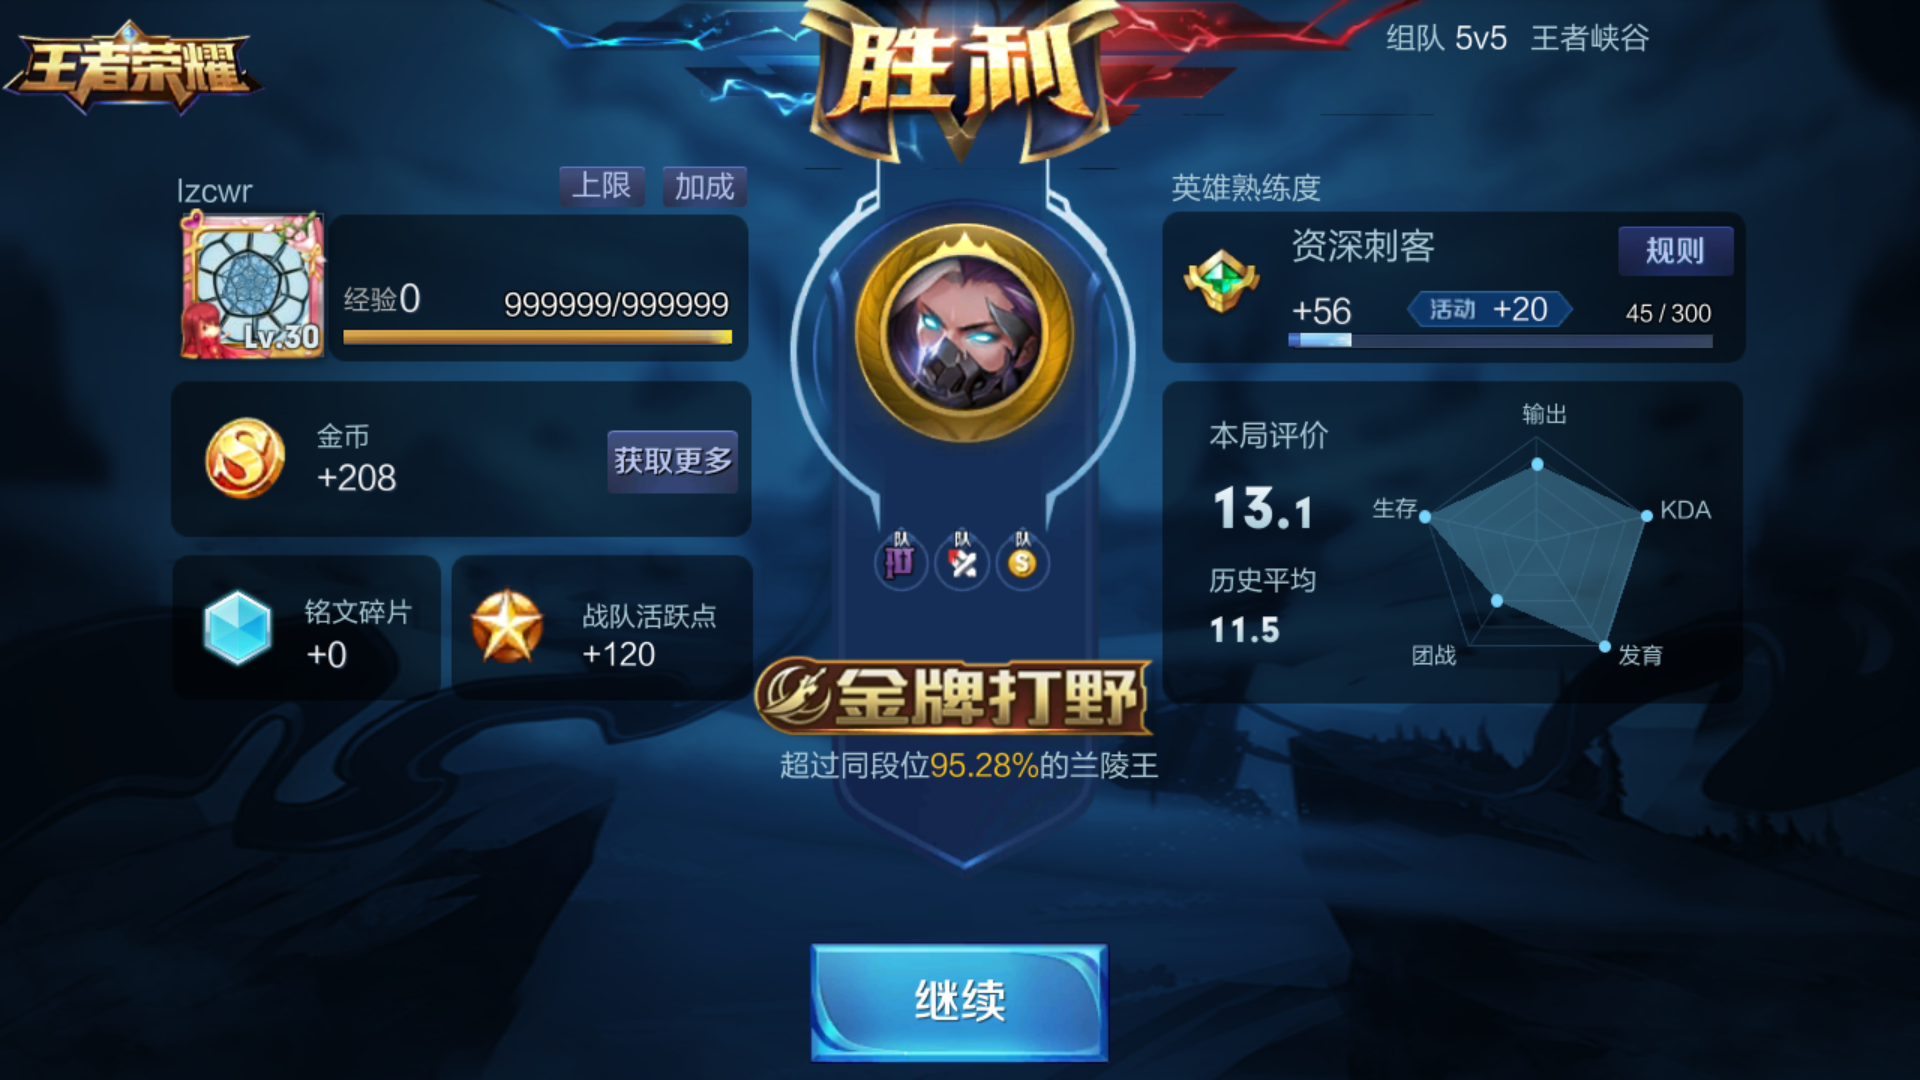 王者荣耀
胜利
组队 5v5 王者峡谷
lzcwr
上限
加成
Lv.30
经验0
999999/999999
金币
+208
获取更多
铭文碎片
+0
战队活跃点
+120
队
队
队
金牌打野
超过同段位95.28%的兰陵王
英雄熟练度
资深刺客
规则
+56
活动 +20
45 / 300
本局评价
13.1
历史平均
11.5
输出
生存
KDA
团战
发育
继续